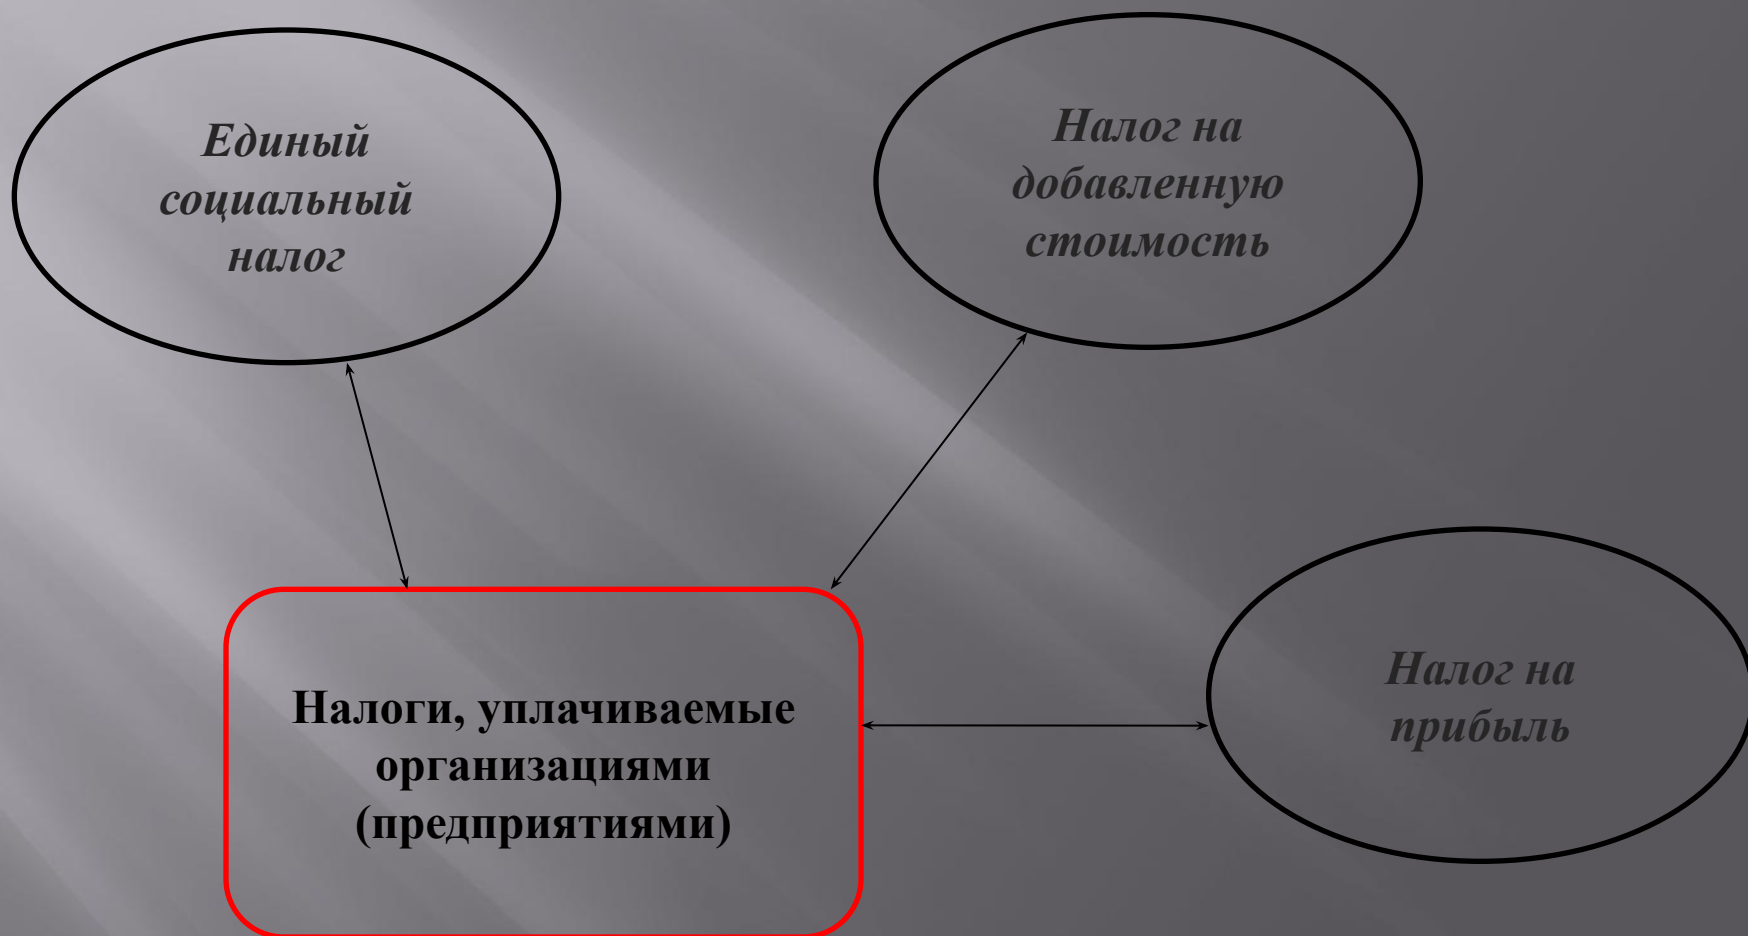 Единый
социальный
налог
Налог на
добавленную
стоимость
Налоги, уплачиваемые
организациями
(предприятиями)
Налог на
прибыль